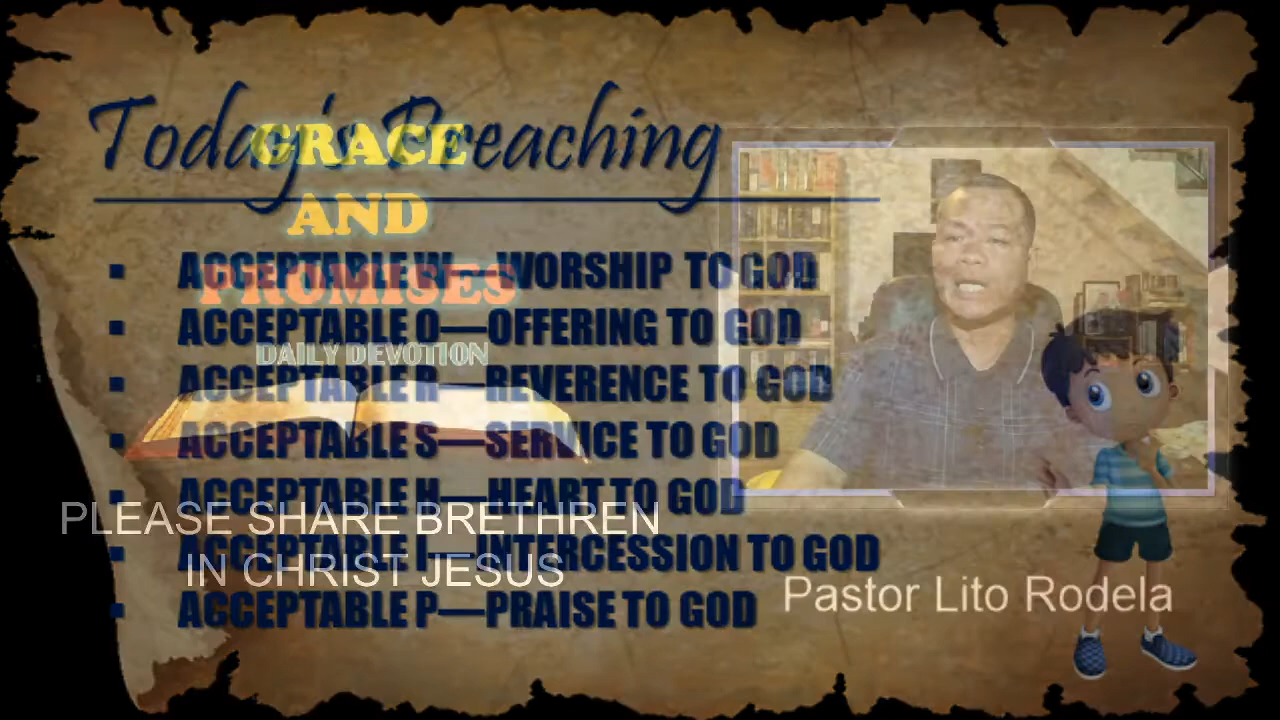 Today's Preaching
GRACE
AND
PROMISES
DAILY DEVOTION
ACCEPTABLE W—WORSHIP TO GOD
ACCEPTABLE O—OFFERING TO GOD
ACCEPTABLE R—REVERENCE TO GOD
ACCEPTABLE S—SERVICE TO GOD
ACCEPTABLE H—HEART TO GOD
ACCEPTABLE I—INTERCESSION TO GOD
ACCEPTABLE P—PRAISE TO GOD
PLEASE SHARE BRETHREN
IN CHRIST JESUS
Pastor Lito Rodela